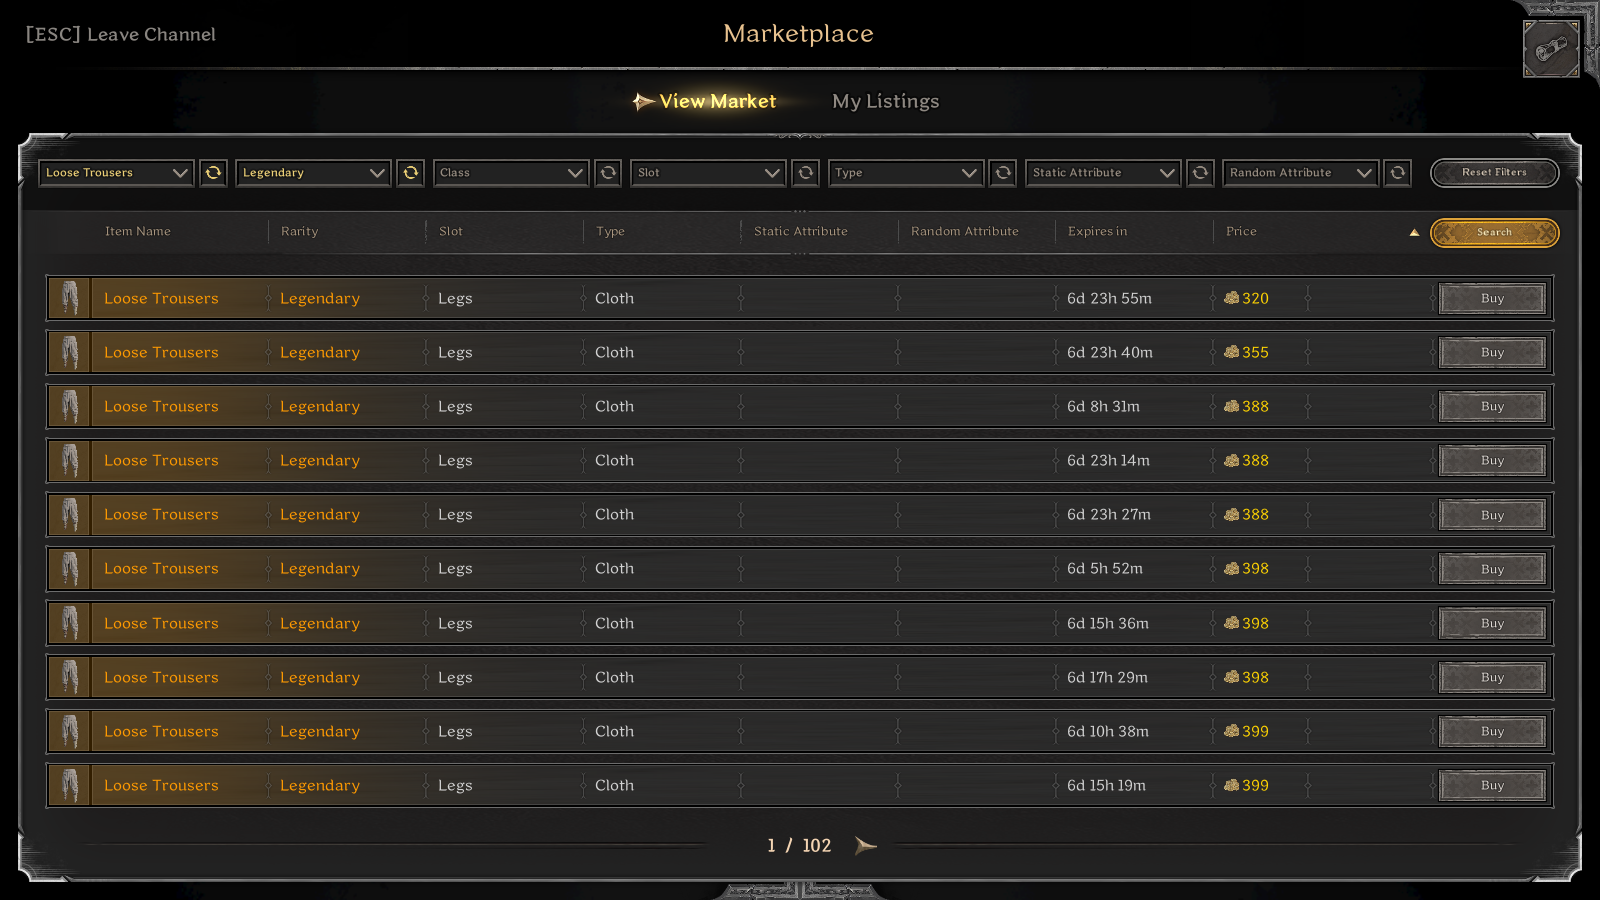 [ESC] Leave Channel
Marketplace
View Market My Listings
Loose Trousers Legendary Class Slot Type Static Attribute Random Attribute Reset Filters
Item Name Rarity Slot Type Static Attribute Random Attribute Expires in Price Search
Loose Trousers Legendary Legs Cloth 6d 23h 55m 320 Buy
Loose Trousers Legendary Legs Cloth 6d 23h 40m 355 Buy
Loose Trousers Legendary Legs Cloth 6d 8h 31m 388 Buy
Loose Trousers Legendary Legs Cloth 6d 23h 14m 388 Buy
Loose Trousers Legendary Legs Cloth 6d 23h 27m 388 Buy
Loose Trousers Legendary Legs Cloth 6d 5h 52m 398 Buy
Loose Trousers Legendary Legs Cloth 6d 15h 36m 398 Buy
Loose Trousers Legendary Legs Cloth 6d 17h 29m 398 Buy
Loose Trousers Legendary Legs Cloth 6d 10h 38m 399 Buy
Loose Trousers Legendary Legs Cloth 6d 15h 19m 399 Buy
1 / 102